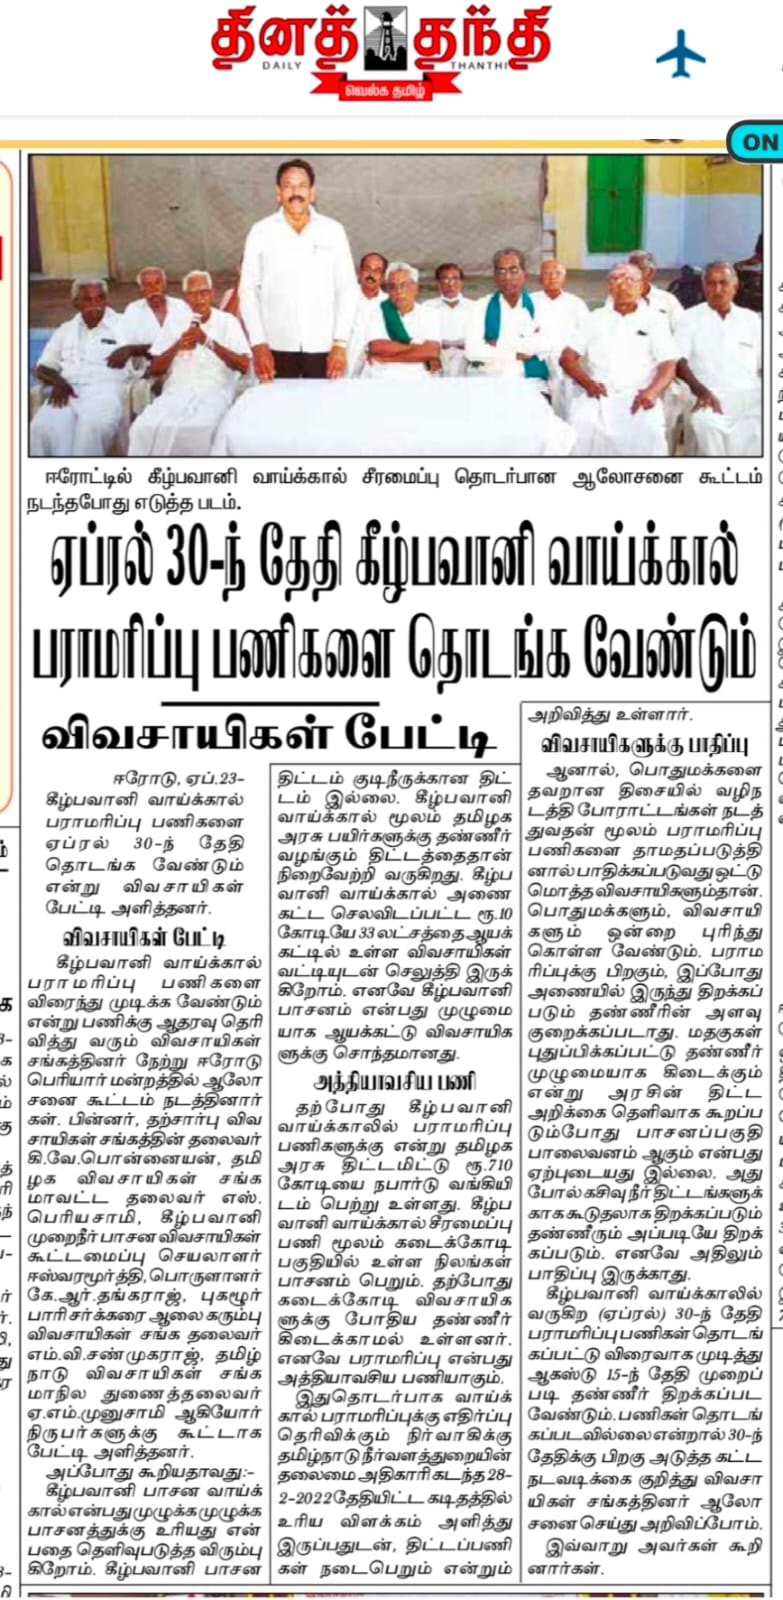 தினத் தந்தி
DAILY THANTHI
வெல்க தமிழ்
ON
ஈரோட்டில் கீழ்பவானி வாய்க்கால் சீரமைப்பு தொடர்பான ஆலோசனை கூட்டம்
நடந்தபோது எடுத்த படம்.
ஏப்ரல் 30-ந் தேதி கீழ்பவானி வாய்க்கால்
பராமரிப்பு பணிகளை தொடங்க வேண்டும்
விவசாயிகள் பேட்டி
ஈரோடு, ஏப்.23-
கீழ்பவானி வாய்க்கால்
பராமரிப்பு பணிகளை
ஏப்ரல் 30-ந் தேதி
தொடங்க வேண்டும்
என்று விவசாயிகள்
பேட்டி அளித்தனர்.
விவசாயிகள் பேட்டி
கீழ்பவானி வாய்க்கால்
பராமரிப்பு பணிகளை
விரைந்து முடிக்க வேண்டும்
என்று பணிக்கு ஆதரவு தெரி
வித்து வரும் விவசாயிகள்
சங்கத்தினர் நேற்று ஈரோடு
பெரியார் மன்றத்தில் ஆலோ
சனை கூட்டம் நடத்தினார்
கள். பின்னர், தற்சார்பு விவ
சாயிகள் சங்கத்தின் தலைவர்
கி.வே.பொன்னையன், தமி
ழக விவசாயிகள் சங்க
மாவட்ட தலைவர் எஸ்.
பெரியசாமி, கீழ்பவானி
முறைநீர் பாசன விவசாயிகள்
கூட்டமைப்பு செயலாளர்
ஈஸ்வரமூர்த்தி, பொருளாளர்
கே.ஆர்.தங்கராஜ், புகழூர்
பாரி சர்க்கரை ஆலை கரும்பு
விவசாயிகள் சங்க தலைவர்
எம்.வி.சண்முகராஜ், தமிழ்
நாடு விவசாயிகள் சங்க
மாநில துணைத்தலைவர்
ஏ.எம்.முனுசாமி ஆகியோர்
நிருபர்களுக்கு கூட்டாக
பேட்டி அளித்தனர்.
அப்போது கூறியதாவது:-
கீழ்பவானி பாசன வாய்க்
கால் என்பது முழுக்க முழுக்க
பாசனத்துக்கு உரியது என்
பதை தெளிவுபடுத்த விரும்பு
கிறோம். கீழ்பவானி பாசன
திட்டம் குடிநீருக்கான திட்
டம் இல்லை. கீழ்பவானி
வாய்க்கால் மூலம் தமிழக
அரசு பயிர்களுக்கு தண்ணீர்
வழங்கும் திட்டத்தைதான்
நிறைவேற்றி வருகிறது. கீழ்ப
வானி வாய்க்கால் அணை
கட்ட செலவிடப்பட்ட ரூ.10
கோடியே 33 லட்சத்தை ஆயக்
கட்டில் உள்ள விவசாயிகள்
வட்டியுடன் செலுத்தி இருக்
கிறோம். எனவே கீழ்பவானி
பாசனம் என்பது முழுமை
யாக ஆயக்கட்டு விவசாயிக
ளுக்கு சொந்தமானது.
அத்தியாவசிய பணி
தற்போது கீழ்பவானி
வாய்க்காலில் பராமரிப்பு
பணிகளுக்கு என்று தமிழக
அரசு திட்டமிட்டு ரூ.710
கோடியை நபார்டு வங்கியி
டம் பெற்று உள்ளது. கீழ்ப
வானி வாய்க்கால் சீரமைப்பு
பணி மூலம் கடைக்கோடி
பகுதியில் உள்ள நிலங்கள்
பாசனம் பெறும். தற்போது
கடைக்கோடி விவசாயிக
ளுக்கு போதிய தண்ணீர்
கிடைக்காமல் உள்ளனர்.
எனவே பராமரிப்பு என்பது
அத்தியாவசிய பணியாகும்.
இதுதொடர்பாக வாய்க்
கால் பராமரிப்புக்கு எதிர்ப்பு
தெரிவிக்கும் நிர்வாகிக்கு
தமிழ்நாடு நீர்வளத்துறையின்
தலைமை அதிகாரி கடந்த 28-
2-2022 தேதியிட்ட கடிதத்தில்
உரிய விளக்கம் அளித்து
இருப்பதுடன், திட்டப்பணி
கள் நடைபெறும் என்றும்
அறிவித்து உள்ளார்.
விவசாயிகளுக்கு பாதிப்பு
ஆனால், பொதுமக்களை
தவறான திசையில் வழிந
டத்தி போராட்டங்கள் நடத்
துவதன் மூலம் பராமரிப்பு
பணிகளை தாமதப்படுத்தி
னால் பாதிக்கப்படுவது ஒட்டு
மொத்த விவசாயிகளும்தான்.
பொதுமக்களும், விவசாயி
களும் ஒன்றை புரிந்து
கொள்ள வேண்டும். பராம
ரிப்புக்கு பிறகும், இப்போது
அணையில் இருந்து திறக்கப்
படும் தண்ணீரின் அளவு
குறைக்கப்படாது. மதகுகள்
புதுப்பிக்கப்பட்டு தண்ணீர்
முழுமையாக கிடைக்கும்
என்று அரசின் திட்ட
அறிக்கை தெளிவாக கூறப்ப
டும்போது பாசனப்பகுதி
பாலைவனம் ஆகும் என்பது
ஏற்புடையது இல்லை. அது
போல் கசிவுநீர் திட்டங்களுக்
காக கூடுதலாக திறக்கப்படும்
தண்ணீரும் அப்படியே திறக்
கப்படும். எனவே அதிலும்
பாதிப்பு இருக்காது.
கீழ்பவானி வாய்க்காலில்
வருகிற (ஏப்ரல்) 30-ந் தேதி
பராமரிப்பு பணிகள் தொடங்
கப்பட்டு விரைவாக முடித்து
ஆகஸ்டு 15-ந் தேதி முறைப்
படி தண்ணீர் திறக்கப்பட
வேண்டும். பணிகள் தொடங்
கப்படவில்லை என்றால் 30-ந்
தேதிக்கு பிறகு அடுத்த கட்ட
நடவடிக்கை குறித்து விவசா
யிகள் சங்கத்தினர் ஆலோ
சனை செய்து அறிவிப்போம்.
இவ்வாறு அவர்கள் கூறி
னார்கள்.